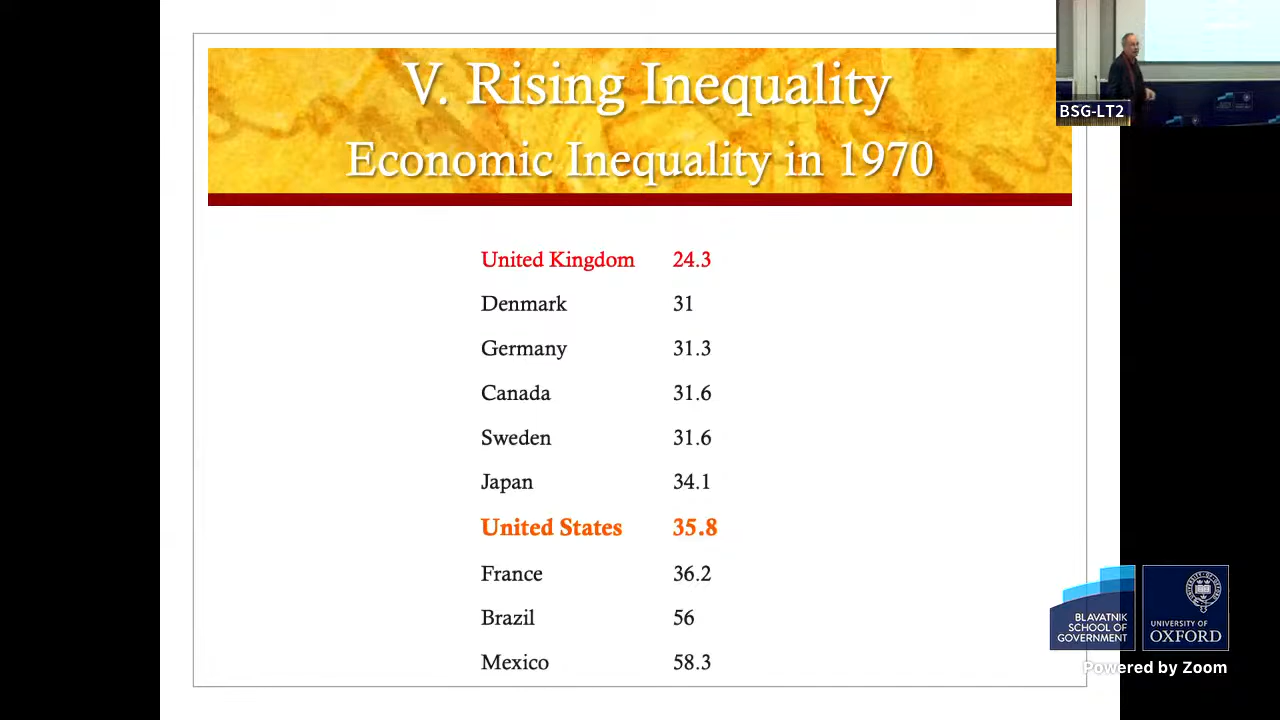 V. Rising Inequality
Economic Inequality in 1970
BSG-LT2
United Kingdom 24.3
Denmark 31
Germany 31.3
Canada 31.6
Sweden 31.6
Japan 34.1
United States 35.8
France 36.2
Brazil 56
Mexico 58.3
BLAVATNIK
SCHOOL OF
GOVERNMENT
UNIVERSITY OF
OXFORD
Powered by Zoom